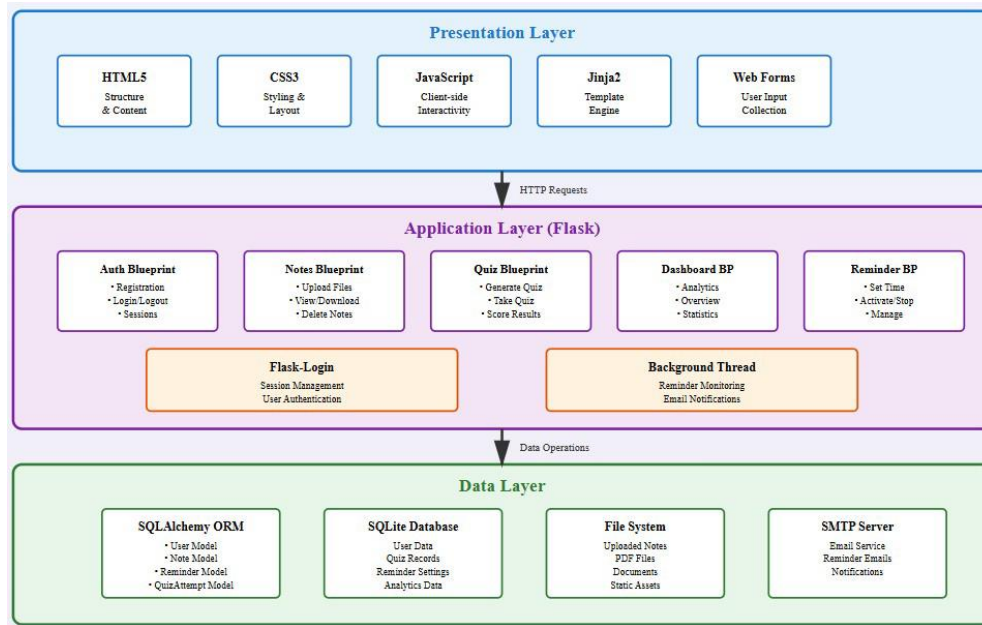 Presentation Layer
HTML5
Structure
& Content
CSS3
Styling &
Layout
JavaScript
Client-side
Interactivity
Jinja2
Template
Engine
Web Forms
User Input
Collection
HTTP Requests
Application Layer (Flask)
Auth Blueprint
• Registration
• Login/Logout
• Sessions
Notes Blueprint
• Upload Files
• View/Download
• Delete Notes
Quiz Blueprint
• Generate Quiz
• Take Quiz
• Score Results
Dashboard BP
• Analytics
• Overview
• Statistics
Reminder BP
• Set Time
• Activate/Stop
• Manage
Flask-Login
Session Management
User Authentication
Background Thread
Reminder Monitoring
Email Notifications
Data Operations
Data Layer
SQLAlchemy ORM
• User Model
• Note Model
• Reminder Model
• QuizAttempt Model
SQLite Database
User Data
Quiz Records
Reminder Settings
Analytics Data
File System
Uploaded Notes
PDF Files
Documents
Static Assets
SMTP Server
Email Service
Reminder Emails
Notifications